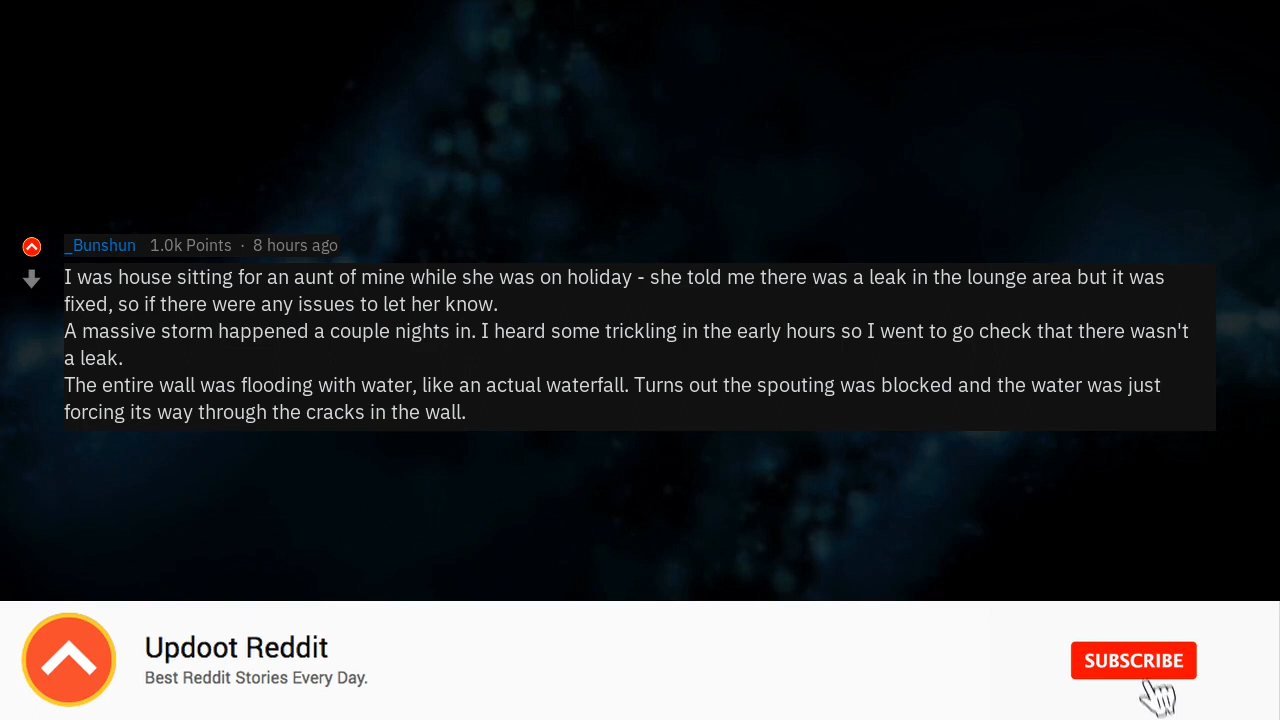 _Bunshun 1.0k Points · 8 hours ago
I was house sitting for an aunt of mine while she was on holiday - she told me there was a leak in the lounge area but it was
fixed, so if there were any issues to let her know.
A massive storm happened a couple nights in. I heard some trickling in the early hours so I went to go check that there wasn't
a leak.
The entire wall was flooding with water, like an actual waterfall. Turns out the spouting was blocked and the water was just
forcing its way through the cracks in the wall.
Updoot Reddit
Best Reddit Stories Every Day.
SUBSCRIBE